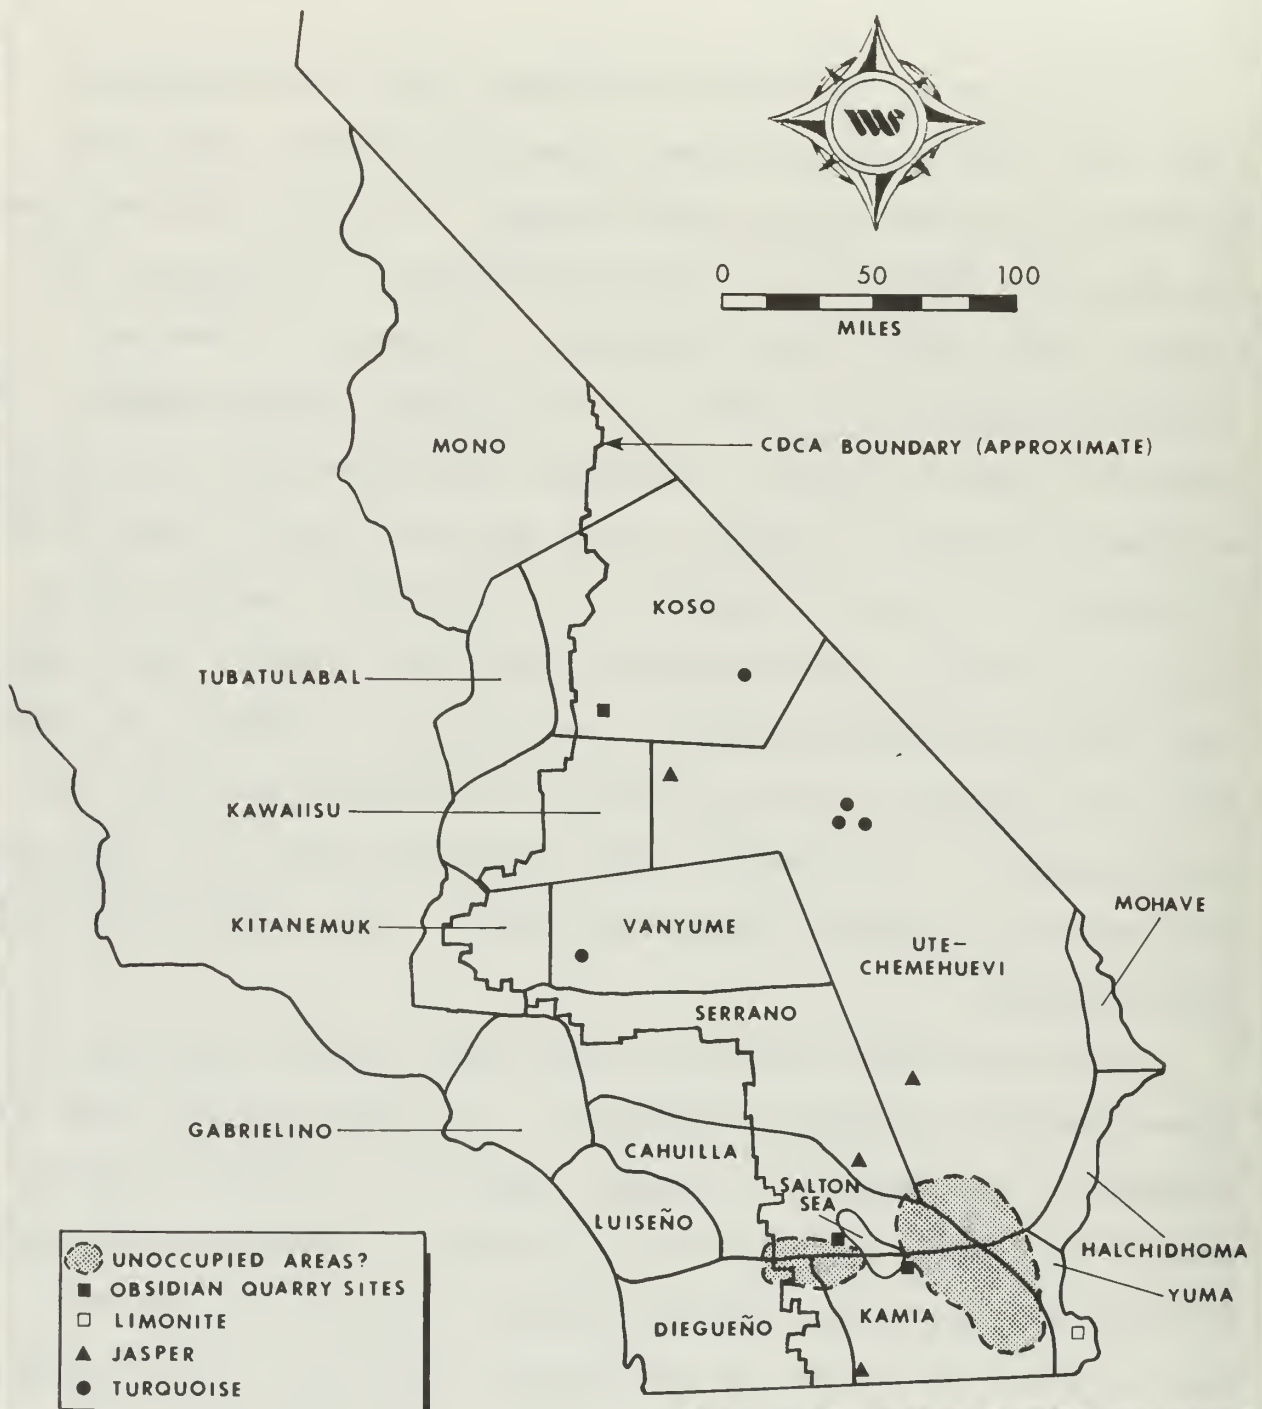 0 50 100
MILES
MONO
CDCA BOUNDARY (APPROXIMATE)
KOSO
TUBATULABAL
KAWAIISU
MOHAVE
KITANEMUK
VANYUME
UTE-
CHEMEHUEVI
SERRANO
GABRIELINO
CAHUILLA
SALTON
SEA
LUISEÑO
HALCHIDHOMA
YUMA
DIEGUEÑO
KAMIA
UNOCCUPIED AREAS?
OBSIDIAN QUARRY SITES
LIMONITE
JASPER
TURQUOISE